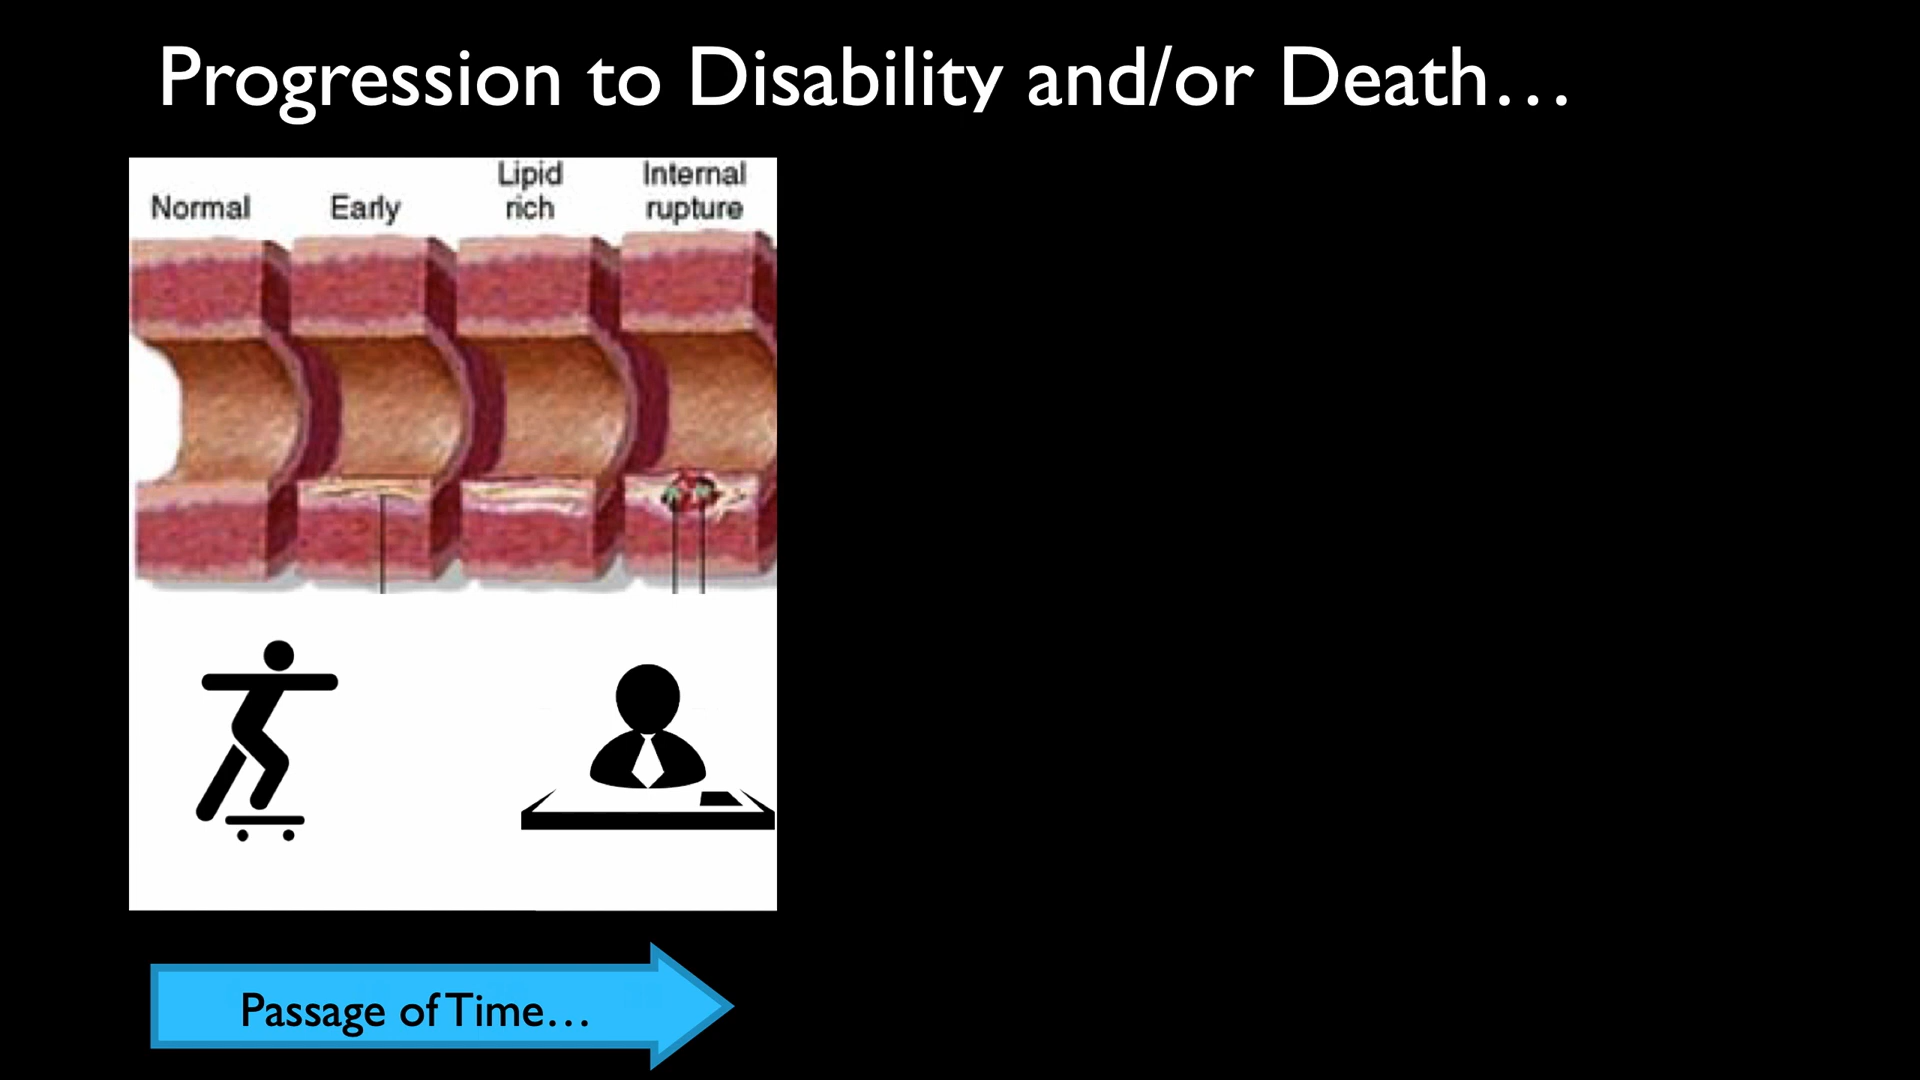 Progression to Disability and/or Death…
Normal
Early
Lipid
rich
Internal
rupture
Passage of Time…